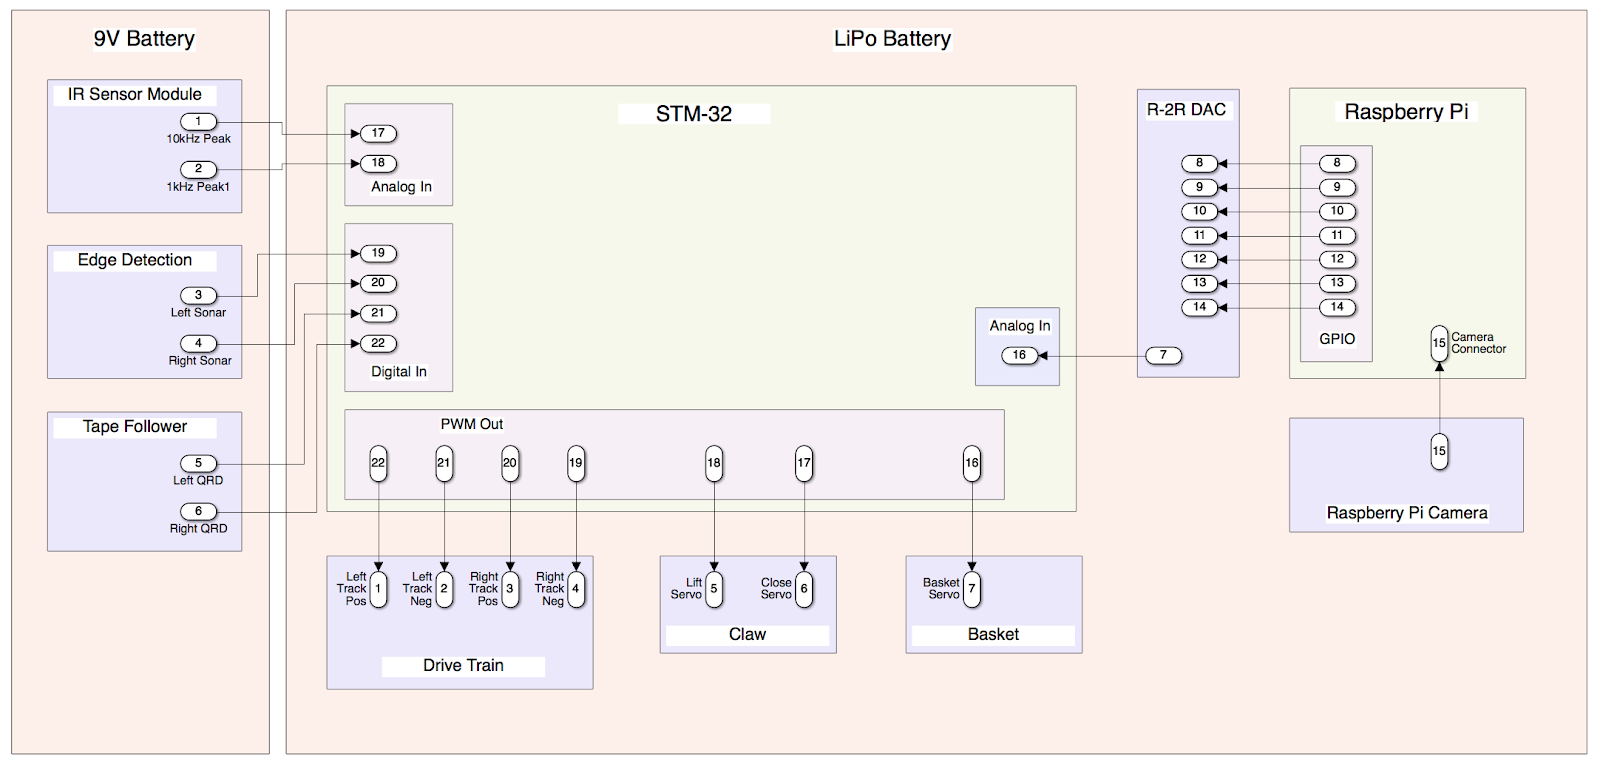 9V Battery
IR Sensor Module
1
10kHz Peak
2
1kHz Peak1
Edge Detection
3
Left Sonar
4
Right Sonar
Tape Follower
5
Left QRD
6
Right QRD
LiPo Battery
STM-32
17
18
Analog In
19
20
21
22
Digital In
PWM Out
22
21
20
19
18
17
16
Analog In
16
R-2R DAC
8
9
10
11
12
13
14
7
Raspberry Pi
8
9
10
11
12
13
14
GPIO
15
Camera
Connector
15
Raspberry Pi Camera
Left
Track
Pos
1
Left
Track
Neg
2
Right
Track
Pos
3
Right
Track
Neg
4
Drive Train
Lift
Servo
5
Close
Servo
6
Claw
Basket
Servo
7
Basket